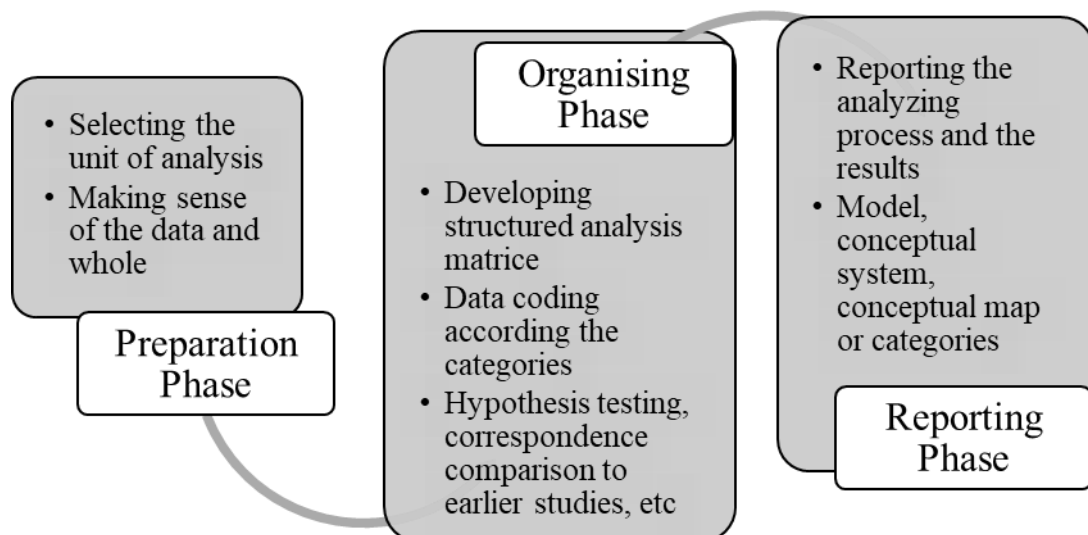 • Selecting the
unit of analysis
• Making sense
of the data and
whole
Preparation
Phase
Organising
Phase
• Developing
structured analysis
matrice
• Data coding
according the
categories
• Hypothesis testing,
correspondence
comparison to
earlier studies, etc
• Reporting the
analyzing
process and the
results
• Model,
conceptual
system,
conceptual map
or categories
Reporting
Phase